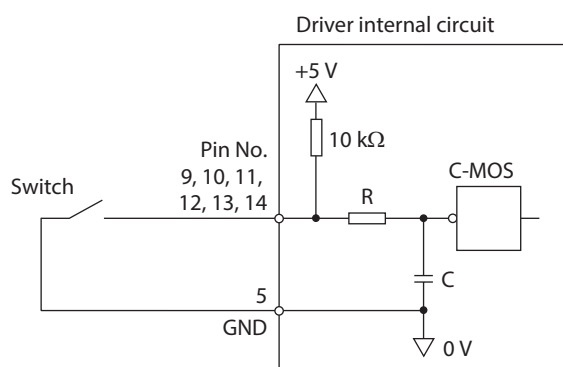 Driver internal circuit
+5 V
10 kΩ
Pin No.
9, 10, 11,
12, 13, 14
Switch
R
C-MOS
C
5
GND
0 V